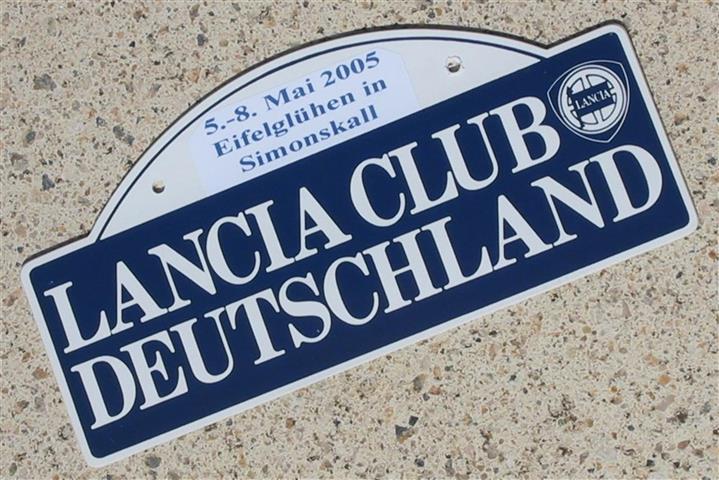 5.-8. Mai 2005
Eifelglühen in
Simonskall
LANCIA
LANCIA CLUB
DEUTSCHLAND